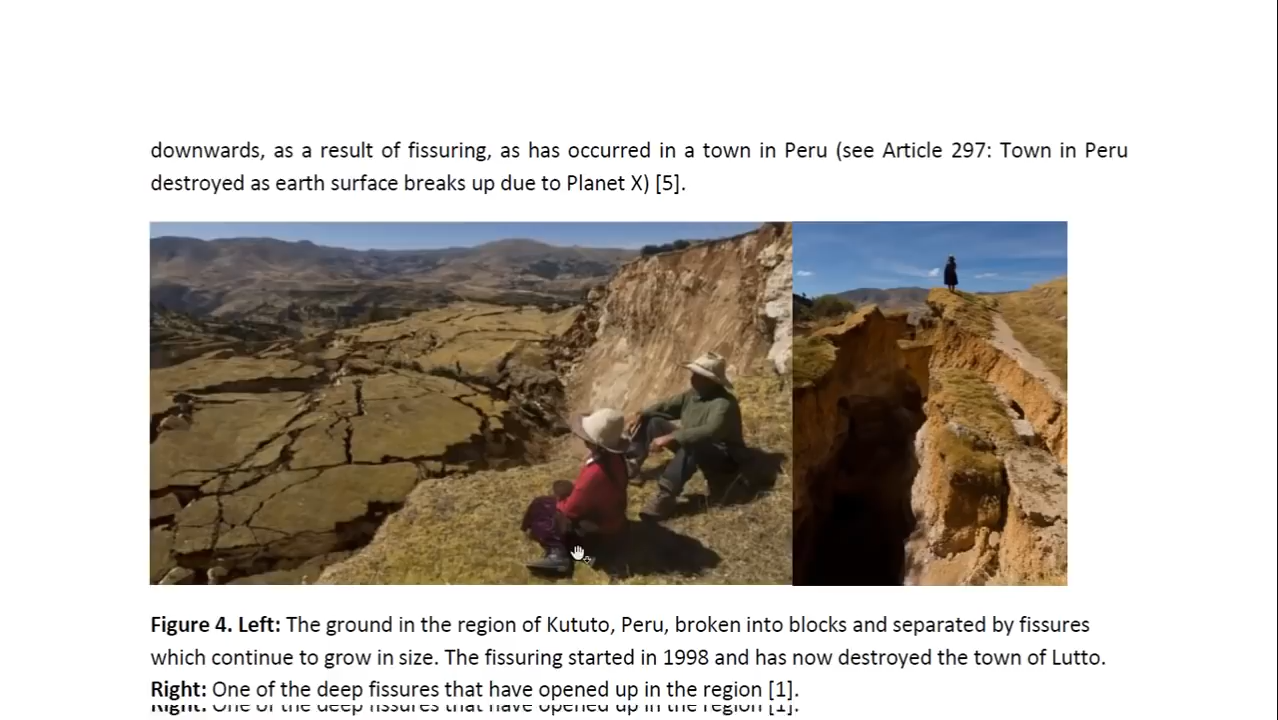 downwards, as a result of fissuring, as has occurred in a town in Peru (see Article 297: Town in Peru
destroyed as earth surface breaks up due to Planet X) [5].
Figure 4. Left: The ground in the region of Kututo, Peru, broken into blocks and separated by fissures
which continue to grow in size. The fissuring started in 1998 and has now destroyed the town of Lutto.
Right: One of the deep fissures that have opened up in the region [1].
Right: One of the deep fissures that have opened up in the region [1].